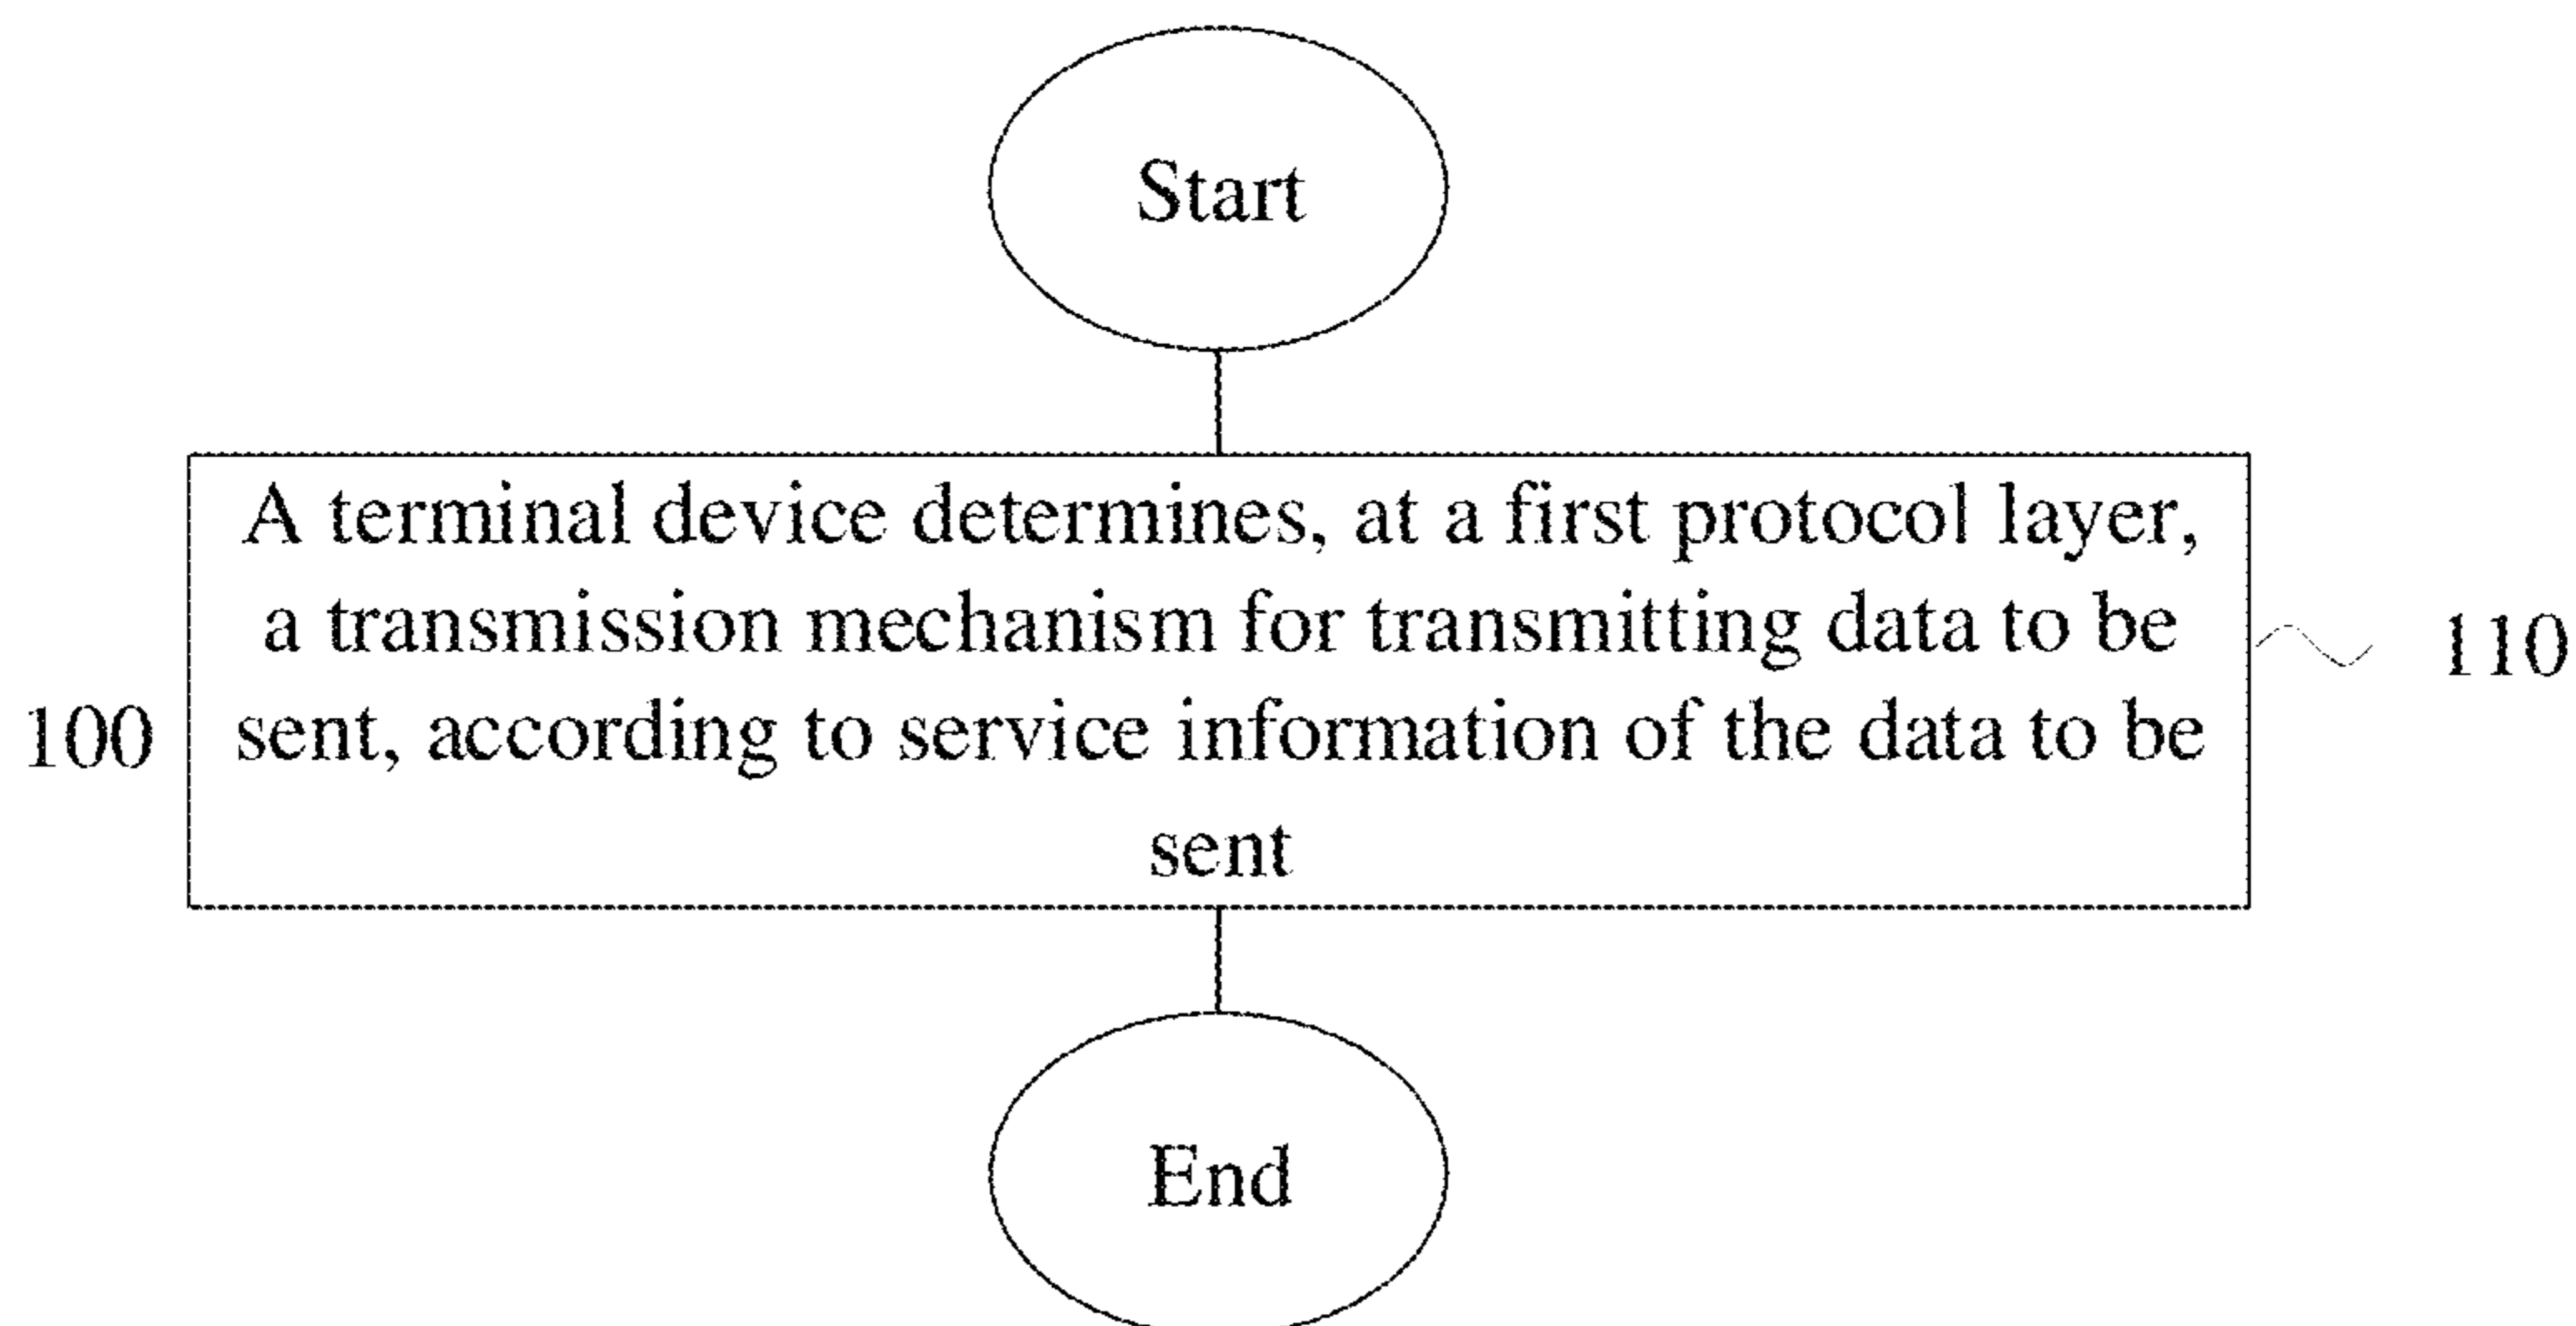 Start
A terminal device determines, at a first protocol layer,
a transmission mechanism for transmitting data to be
110
100
sent, according to service information of the data to be
sent
End